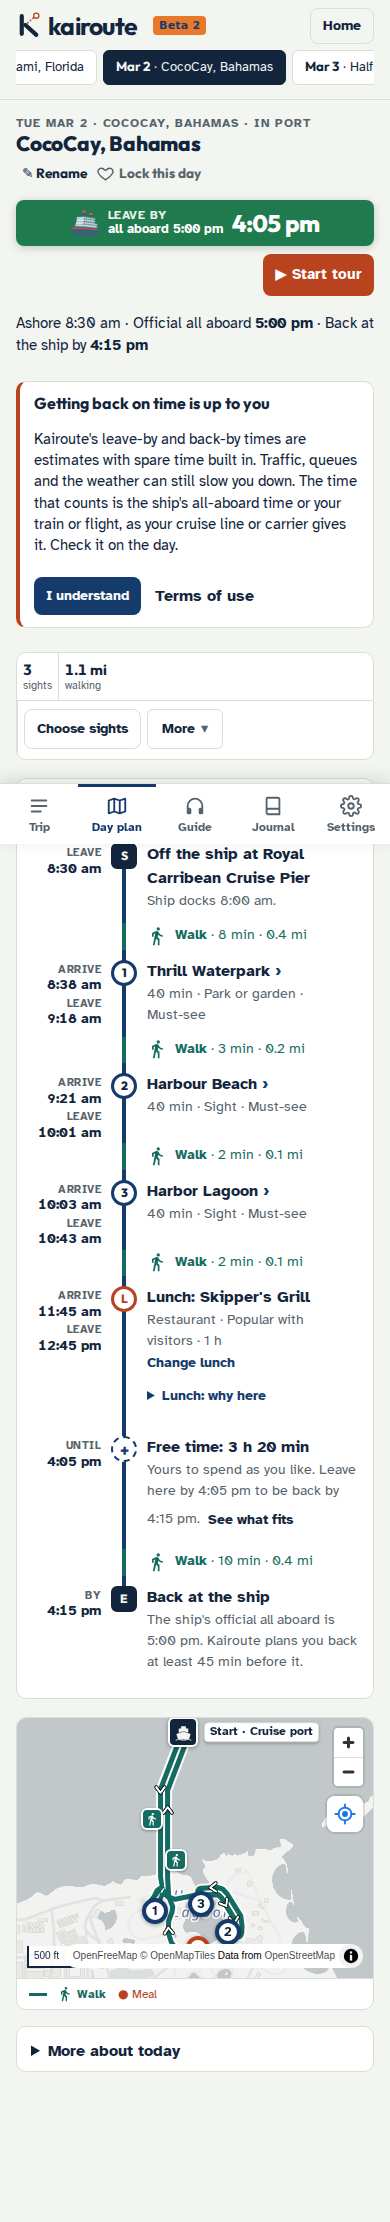 kairoute Beta 2 Home
ami, Florida Mar 2 · CocoCay, Bahamas Mar 3 · Half
TUE MAR 2 · COCOCAY, BAHAMAS · IN PORT
CocoCay, Bahamas
✎ Rename Lock this day
LEAVE BY
all aboard 5:00 pm 4:05 pm
▶ Start tour
Ashore 8:30 am · Official all aboard 5:00 pm · Back at
the ship by 4:15 pm
Getting back on time is up to you
Kairoute's leave-by and back-by times are
estimates with spare time built in. Traffic, queues
and the weather can still slow you down. The time
that counts is the ship's all-aboard time or your
train or flight, as your cruise line or carrier gives
it. Check it on the day.
I understand Terms of use
3 1.1 mi
sights walking
Choose sights More ▾
Trip Day plan Guide Journal Settings
LEAVE
8:30 am
S
Off the ship at Royal
Carribean Cruise Pier
Ship docks 8:00 am.
Walk · 8 min · 0.4 mi
ARRIVE
8:38 am
LEAVE
9:18 am
1
Thrill Waterpark ›
40 min · Park or garden ·
Must-see
Walk · 3 min · 0.2 mi
ARRIVE
9:21 am
LEAVE
10:01 am
2
Harbour Beach ›
40 min · Sight · Must-see
Walk · 2 min · 0.1 mi
ARRIVE
10:03 am
LEAVE
10:43 am
3
Harbor Lagoon ›
40 min · Sight · Must-see
Walk · 2 min · 0.1 mi
ARRIVE
11:45 am
LEAVE
12:45 pm
L
Lunch: Skipper's Grill
Restaurant · Popular with
visitors · 1 h
Change lunch
▶ Lunch: why here
UNTIL
4:05 pm
+
Free time: 3 h 20 min
Yours to spend as you like. Leave
here by 4:05 pm to be back by
4:15 pm. See what fits
Walk · 10 min · 0.4 mi
BY
4:15 pm
E
Back at the ship
The ship's official all aboard is
5:00 pm. Kairoute plans you back
at least 45 min before it.
Start · Cruise port
+
−
1 3 2
500 ft OpenFreeMap © OpenMapTiles Data from OpenStreetMap
Walk Meal
▶ More about today